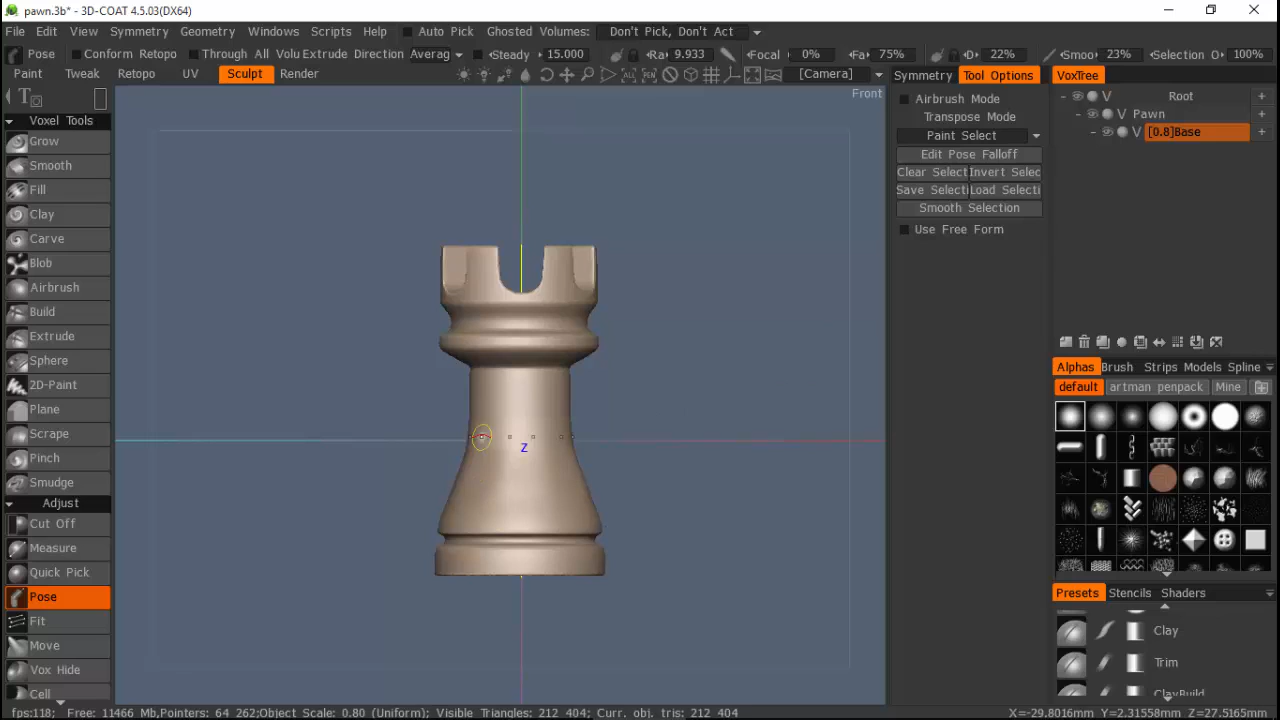 pawn.3b* - 3D-COAT 4.5.03(DX64)
File Edit View Symmetry Geometry Windows Scripts Help Auto Pick Ghosted Volumes: Don't Pick, Don't Act
Pose Conform Retopo Through All Volu Extrude Direction Averag Steady 15.000 Ra 9.933 Focal 0% Fa 75% D 22% Smoo 23% Selection O 100%
Paint Tweak Retopo UV Sculpt Render [Camera] Symmetry Tool Options VoxTree
Front
Airbrush Mode
Transpose Mode
Paint Select
Edit Pose Falloff
Clear Select Invert Selec
Save Selecti Load Selecti
Smooth Selection
Use Free Form
V Root +
V Pawn +
V [0.8]Base +
Voxel Tools
Grow
Smooth
Fill
Clay
Carve
Blob
Airbrush
Build
Extrude
Sphere
2D-Paint
Plane
Scrape
Pinch
Smudge
Adjust
Cut Off
Measure
Quick Pick
Pose
Fit
Move
Vox Hide
Cell
Z
Alphas Brush Strips Models Spline
default artman penpack Mine
Presets Stencils Shaders
Clay
Trim
ClayBuild
fps:118; Free: 11466 Mb,Pointers: 64 262;Object Scale: 0.80 (Uniform); Visible Triangles: 212 404; Curr. obj. tris: 212 404 X=-29.8016mm Y=2.31558mm Z=27.5165mm